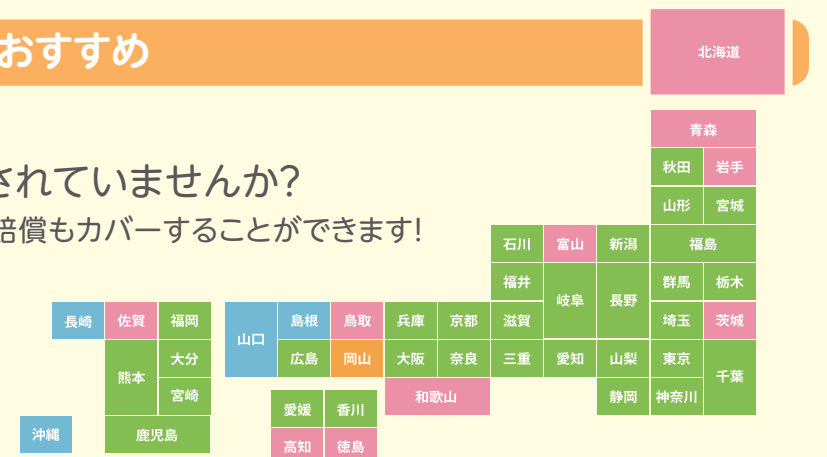 おすすめ
されていませんか?
賠償もカバーすることができます!
北海道
青森
秋田 岩手
山形 宮城
石川 富山 新潟 福島
福井 岐阜 長野 群馬 栃木
長崎 佐賀 福岡 山口 島根 鳥取 兵庫 京都 滋賀 埼玉 茨城
熊本 大分 広島 岡山 大阪 奈良 三重 愛知 山梨 東京 千葉
宮崎 愛媛 香川 和歌山 静岡 神奈川
沖縄 鹿児島 高知 徳島